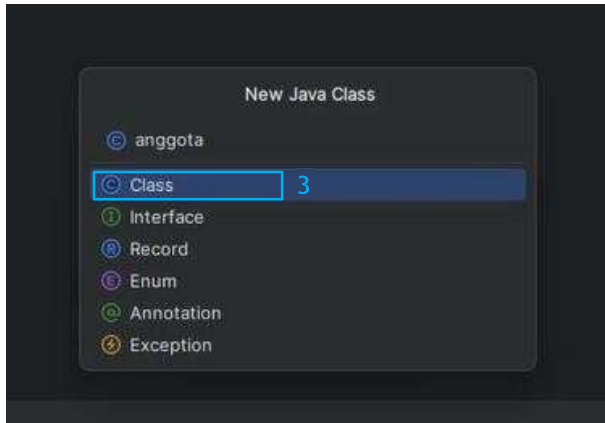 New Java Class
anggota
Class 3
Interface
Record
Enum
Annotation
Exception